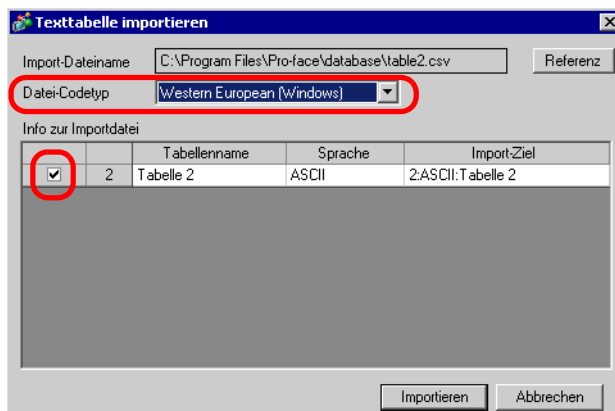 Texttabelle importieren
Import-Dateiname C:\Program Files\Pro-face\database\table2.csv Referenz
Datei-Codetyp Western European (Windows)
Info zur Importdatei
Tabellenname Sprache Import-Ziel
2 Tabelle 2 ASCII 2:ASCII:Tabelle 2
Importieren Abbrechen